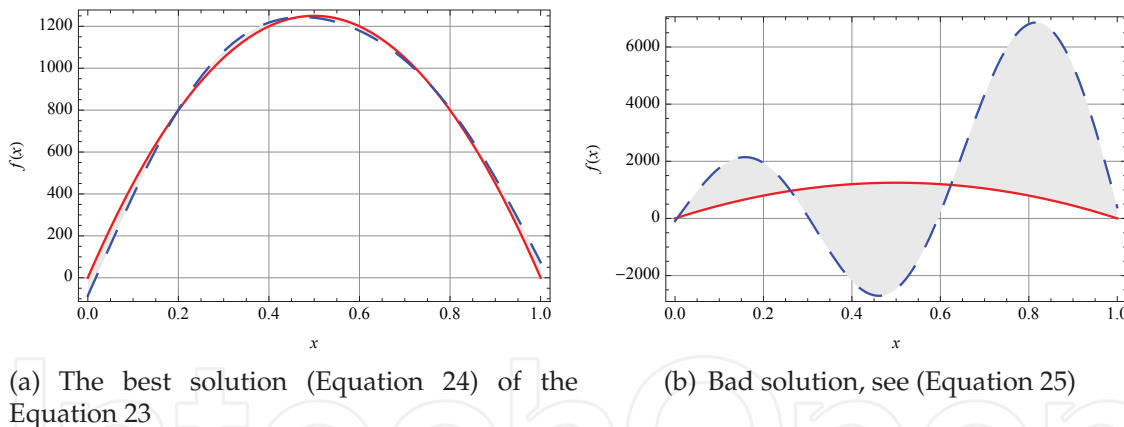 1200
1000
800
600
400
200
0
f(x)
0.0 0.2 0.4 0.6 0.8 1.0
x
(a) The best solution (Equation 24) of the
Equation 23
6000
4000
2000
0
−2000
f(x)
0.0 0.2 0.4 0.6 0.8 1.0
x
(b) Bad solution, see (Equation 25)